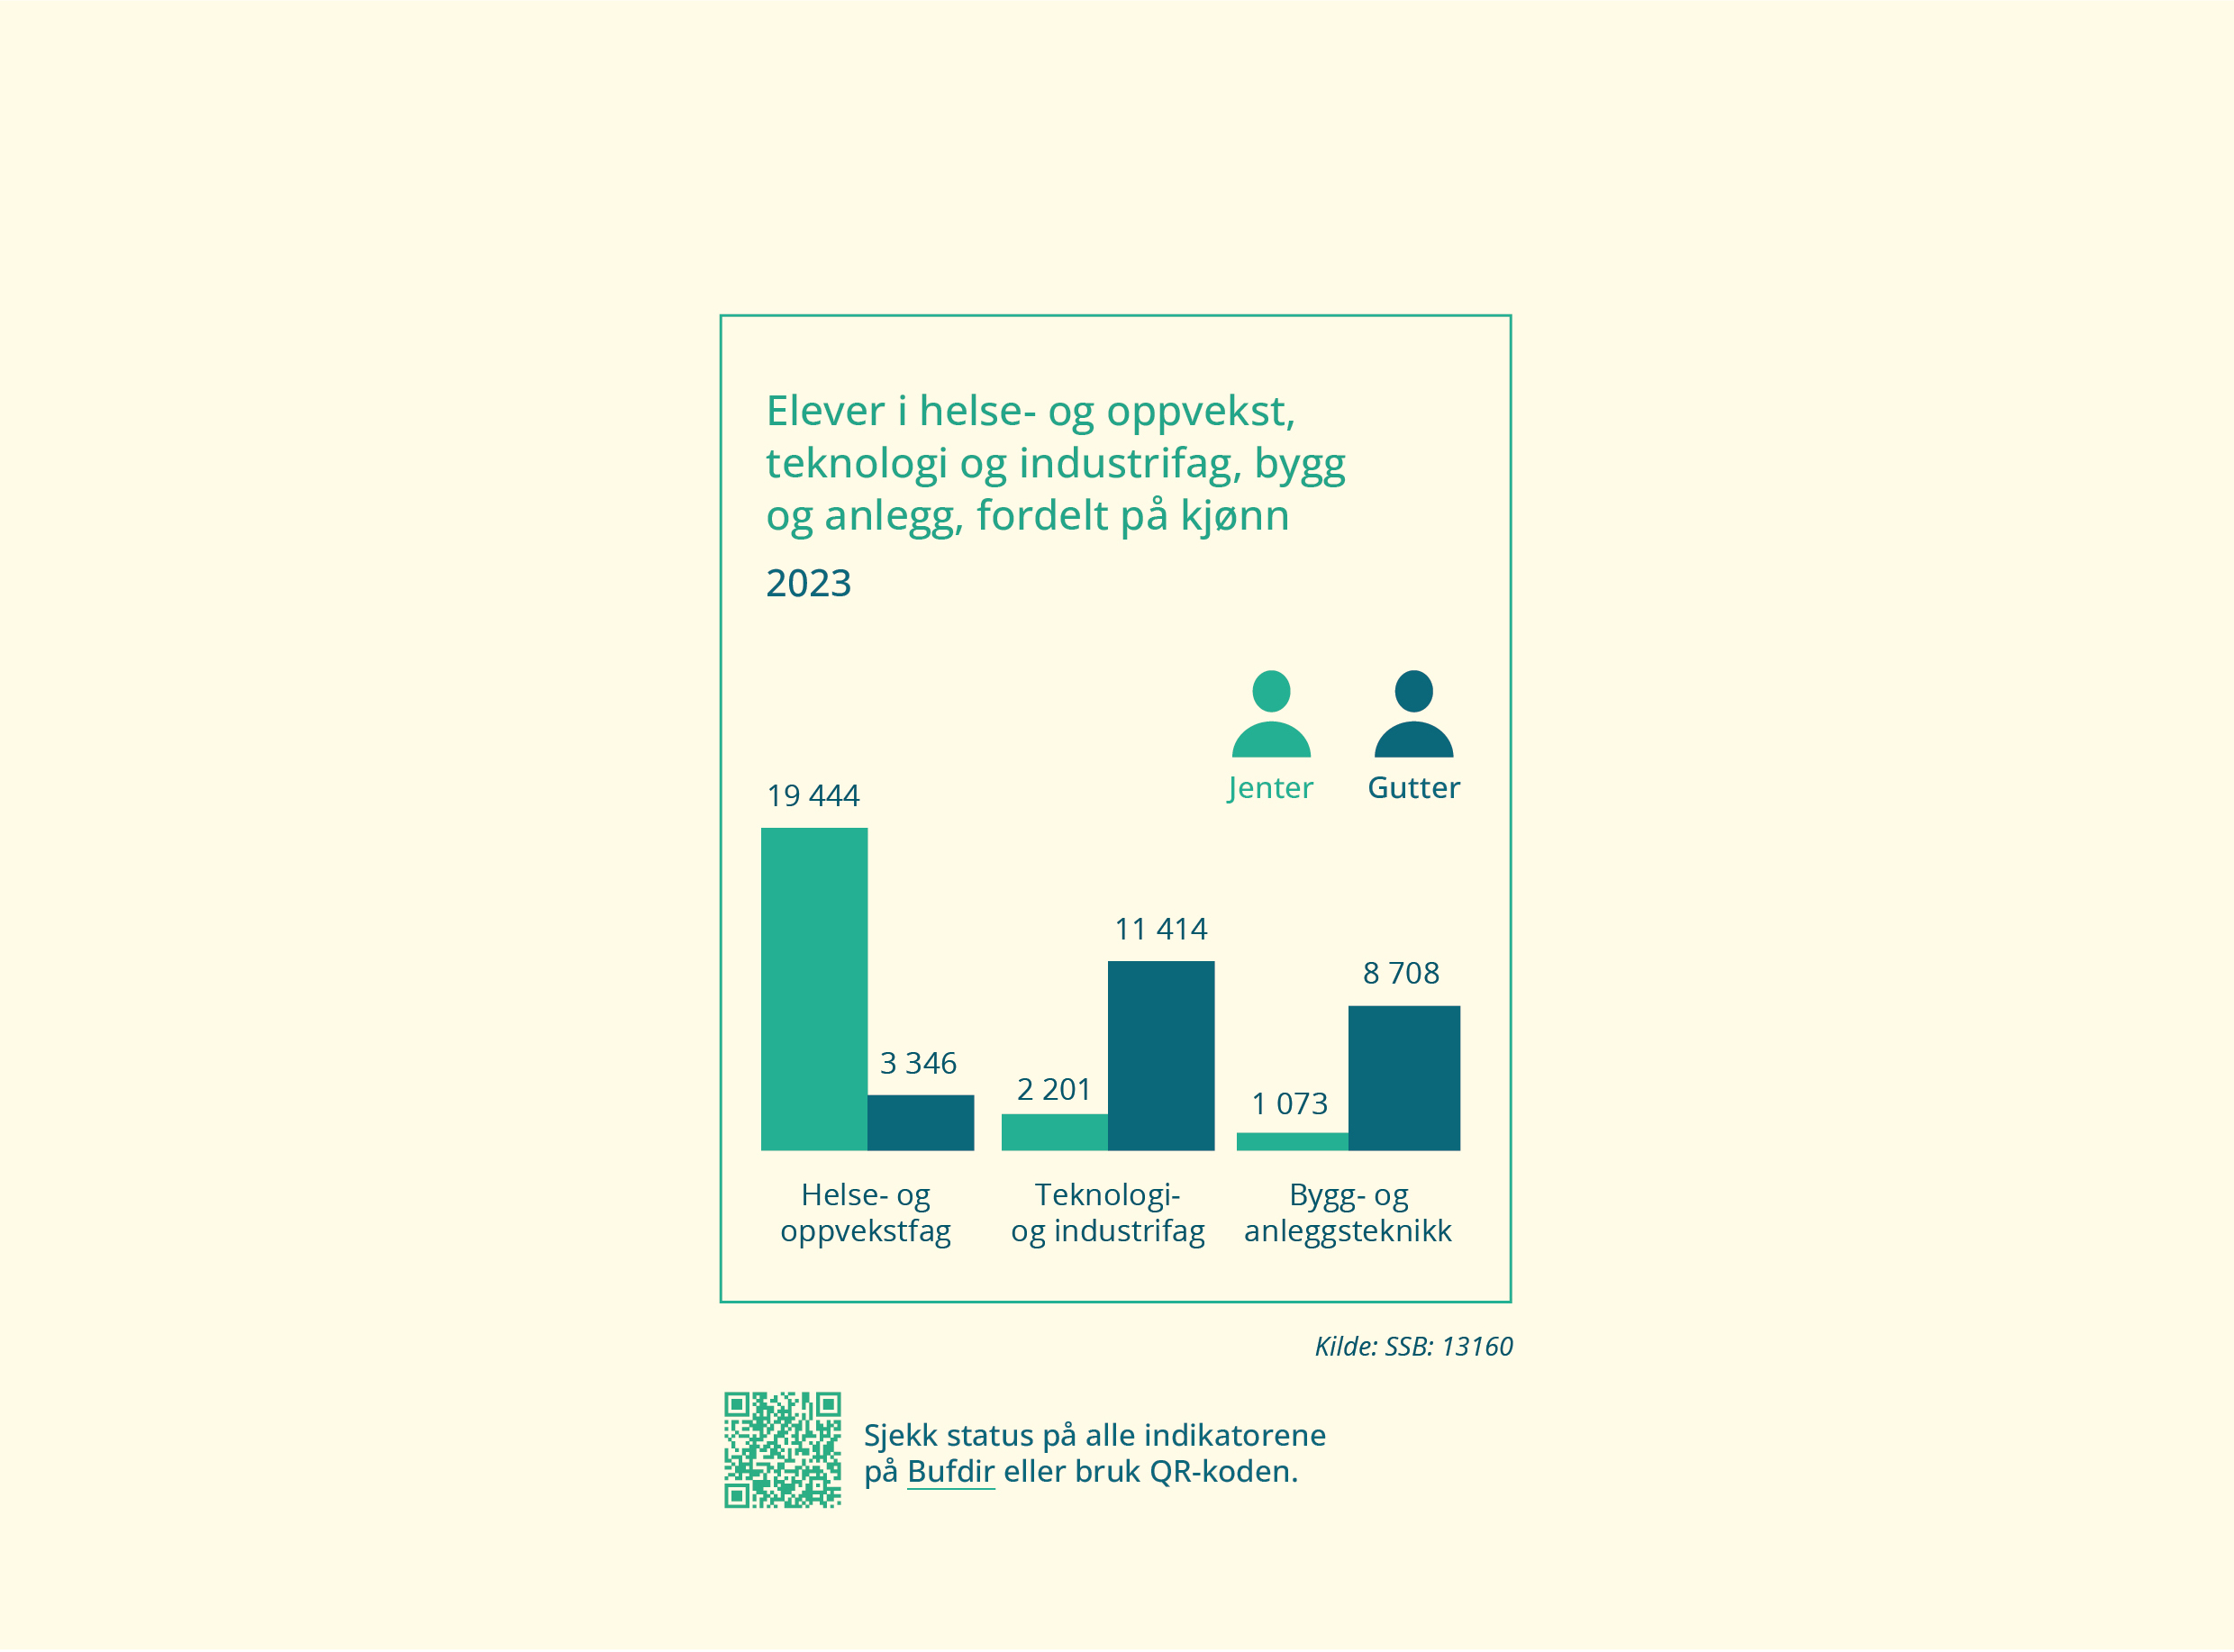 Elever i helse- og oppvekst,
teknologi og industrifag, bygg
og anlegg, fordelt på kjønn
2023
Jenter
Gutter
19 444
3 346
2 201
11 414
1 073
8 708
Helse- og
oppvekstfag
Teknologi-
og industrifag
Bygg- og
anleggsteknikk
Kilde: SSB: 13160
Sjekk status på alle indikatorene
på Bufdir eller bruk QR-koden.